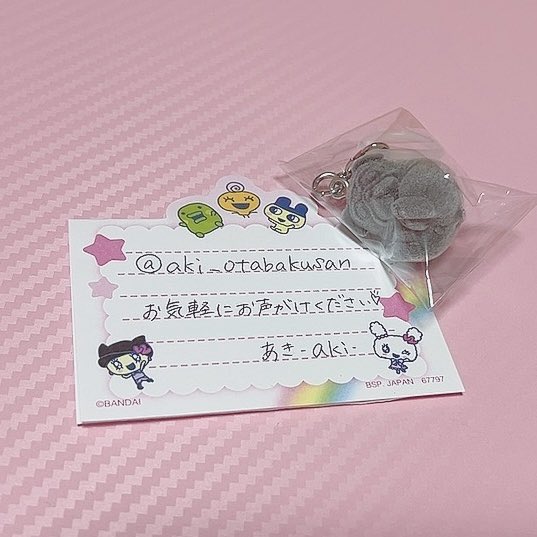 @aki_otabakusan
お気軽にお声がけください♡
あき-aki-
©BANDAI
BSP JAPAN 67797